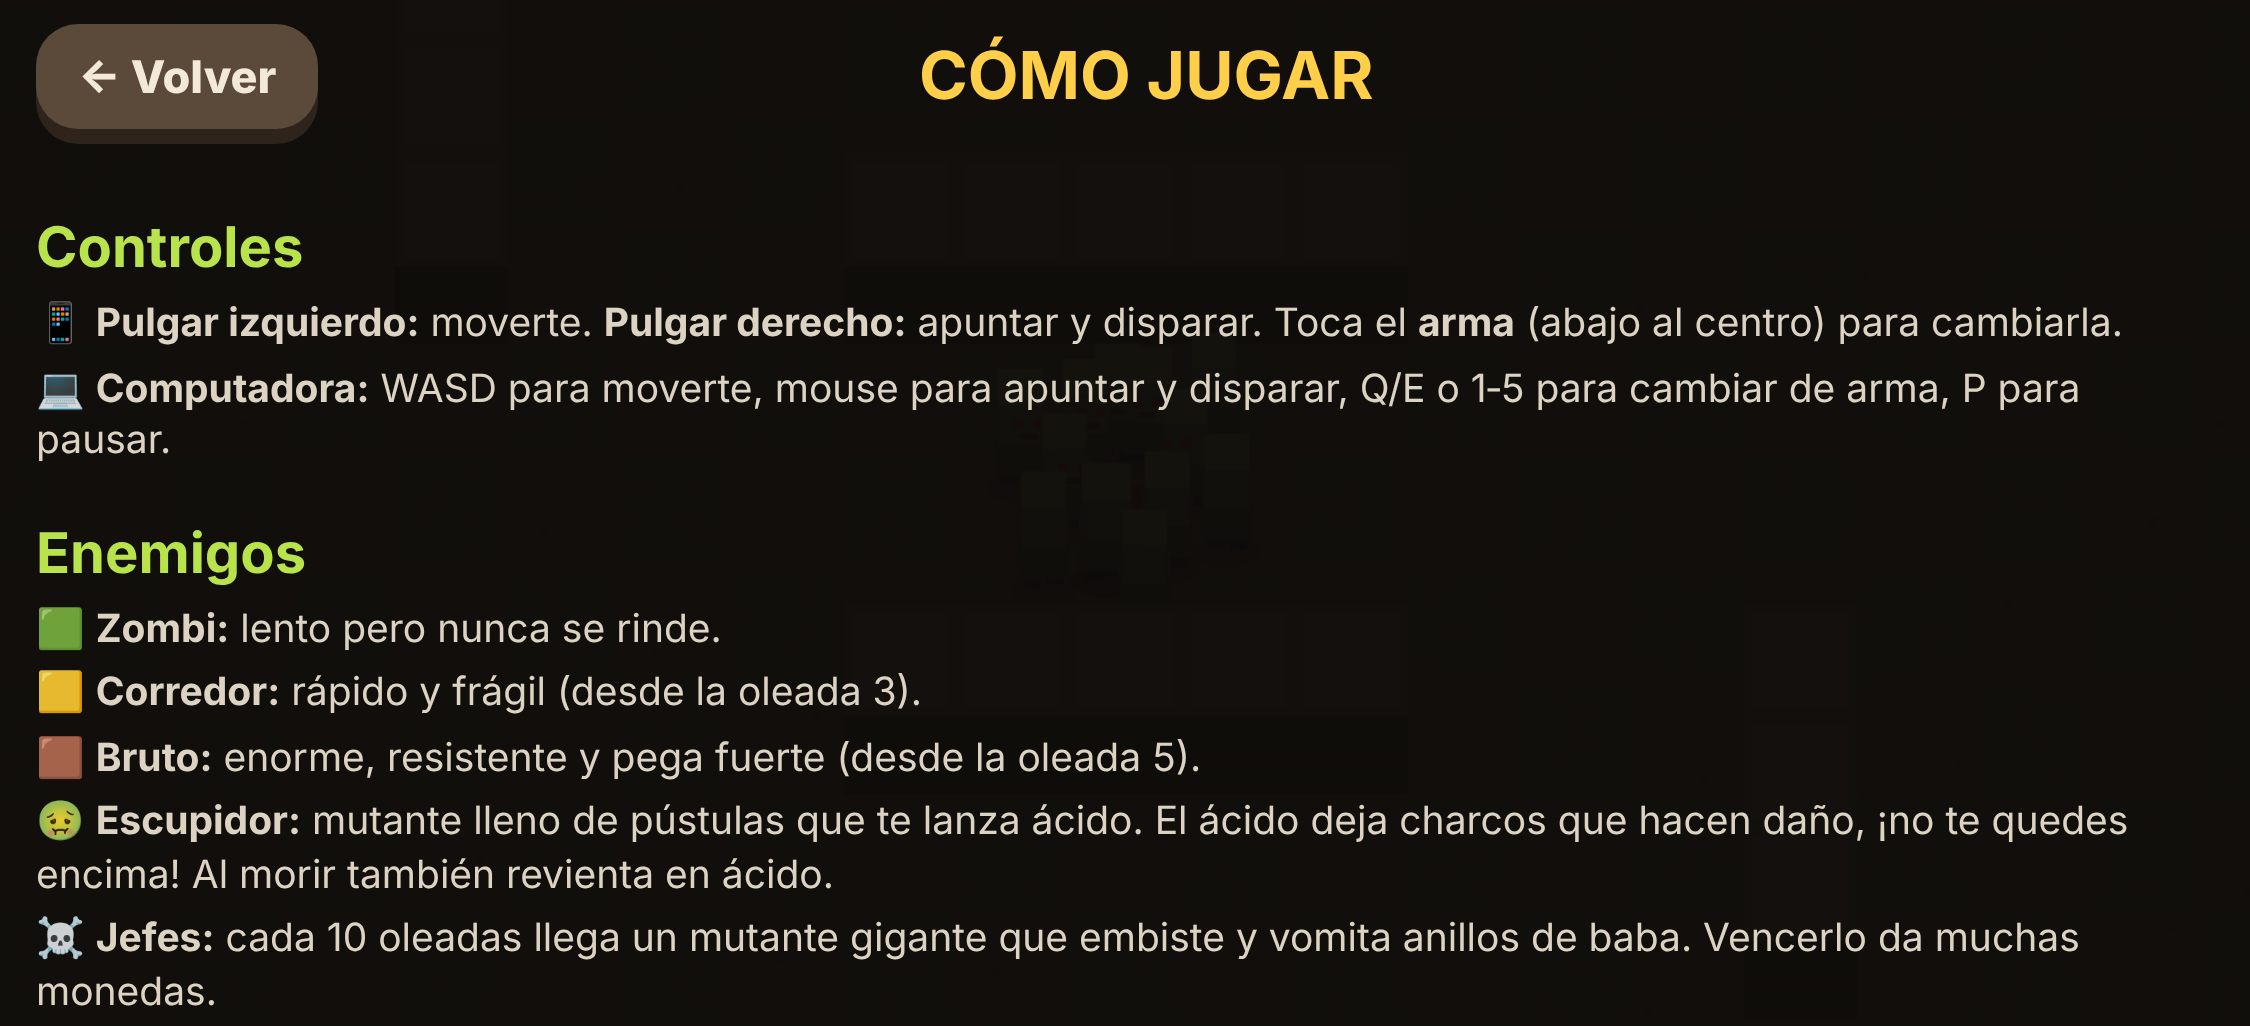 ← Volver
CÓMO JUGAR
Controles
📱 Pulgar izquierdo: moverte. Pulgar derecho: apuntar y disparar. Toca el arma (abajo al centro) para cambiarla.
💻 Computadora: WASD para moverte, mouse para apuntar y disparar, Q/E o 1-5 para cambiar de arma, P para
pausar.
Enemigos
🟩 Zombi: lento pero nunca se rinde.
🟨 Corredor: rápido y frágil (desde la oleada 3).
🟫 Bruto: enorme, resistente y pega fuerte (desde la oleada 5).
🤢 Escupidor: mutante lleno de pústulas que te lanza ácido. El ácido deja charcos que hacen daño, ¡no te quedes
encima! Al morir también revienta en ácido.
☠️ Jefes: cada 10 oleadas llega un mutante gigante que embiste y vomita anillos de baba. Vencerlo da muchas
monedas.